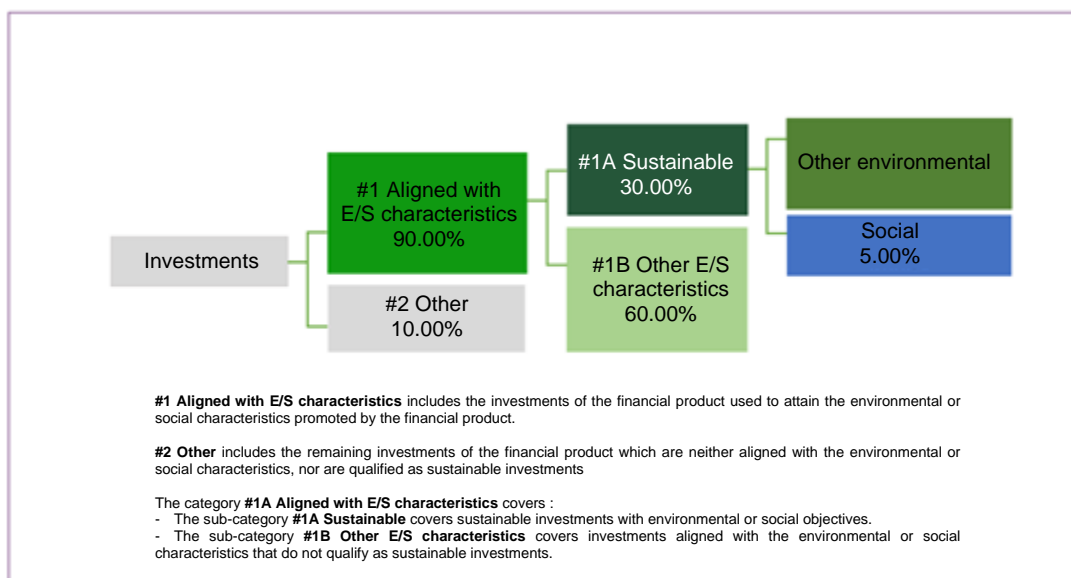 Investments
#1 Aligned with
E/S characteristics
90.00%
#2 Other
10.00%
#1A Sustainable
30.00%
#1B Other E/S
characteristics
60.00%
Other environmental
Social
5.00%
#1 Aligned with E/S characteristics includes the investments of the financial product used to attain the environmental or
social characteristics promoted by the financial product.
#2 Other includes the remaining investments of the financial product which are neither aligned with the environmental or
social characteristics, nor are qualified as sustainable investments
The category #1A Aligned with E/S characteristics covers :
- The sub-category #1A Sustainable covers sustainable investments with environmental or social objectives.
- The sub-category #1B Other E/S characteristics covers investments aligned with the environmental or social
characteristics that do not qualify as sustainable investments.